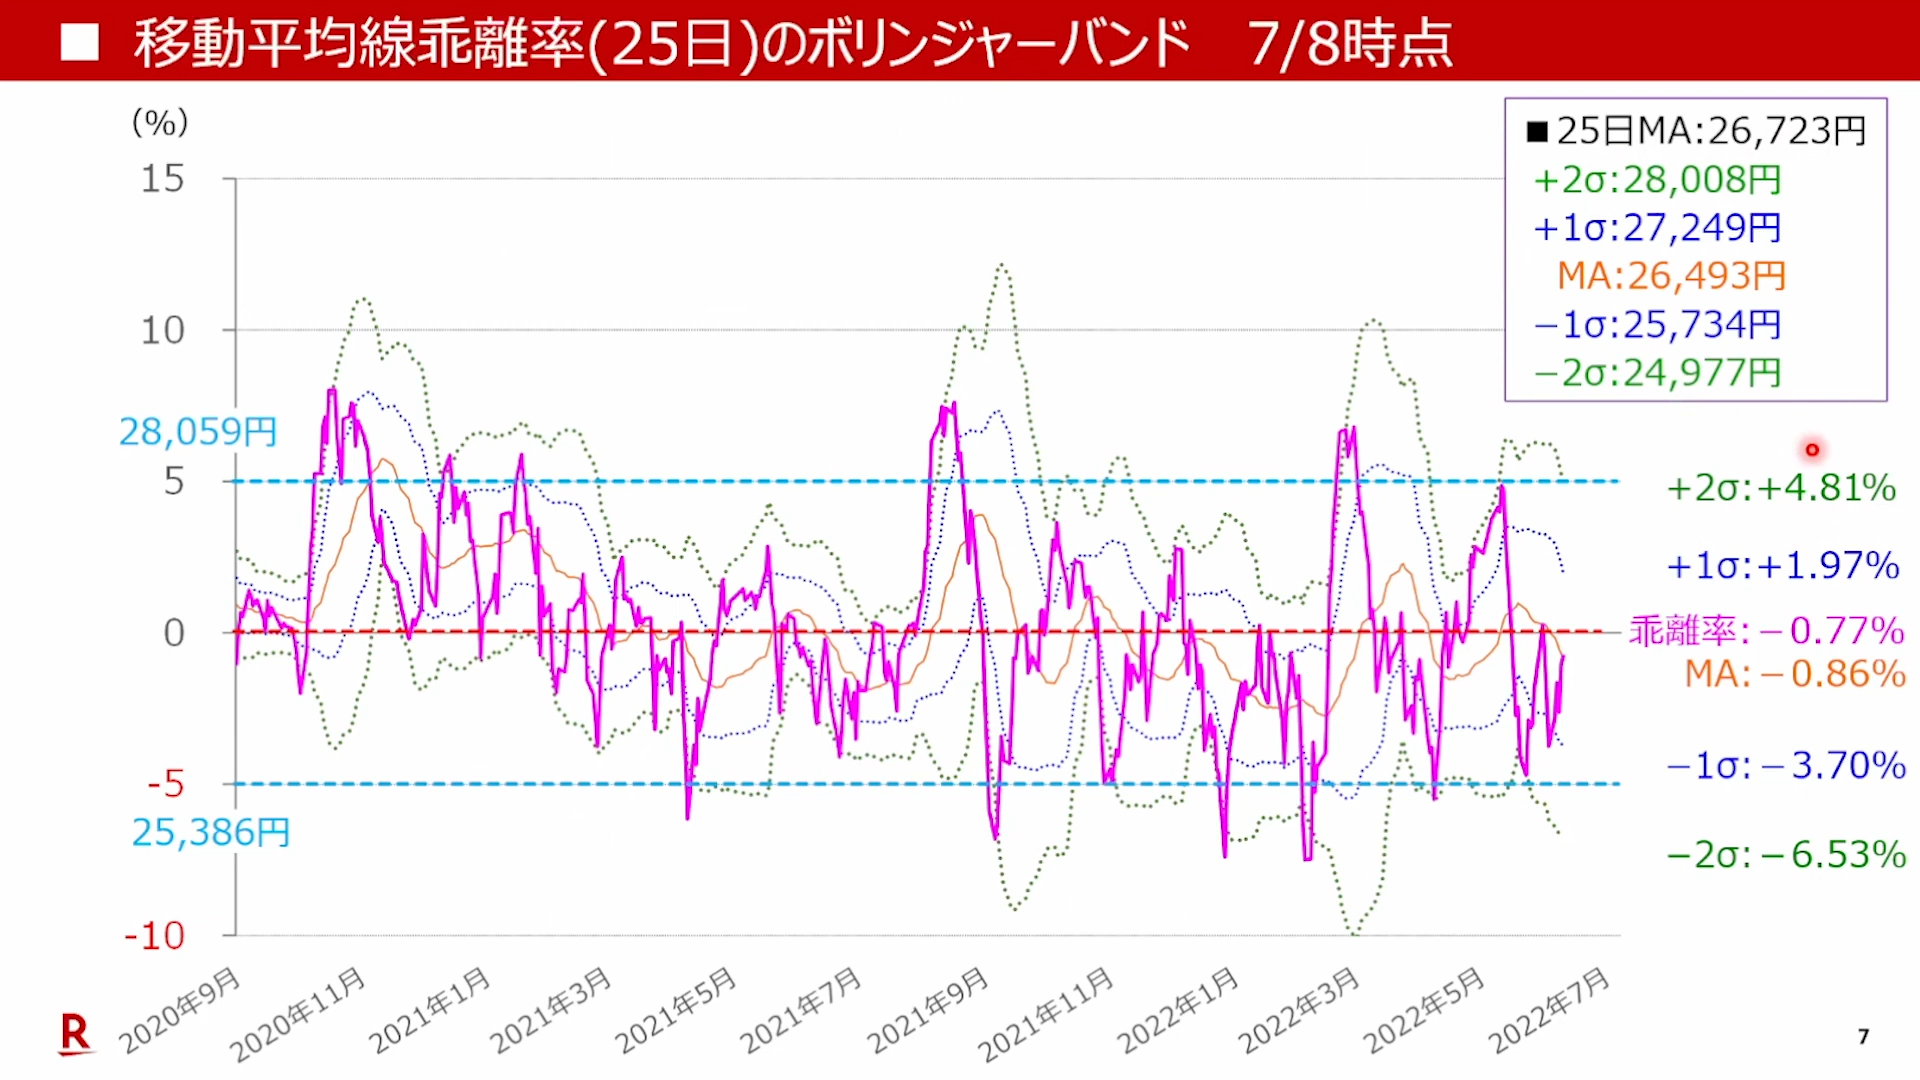 ■ 移動平均線乖離率(25日)のボリンジャーバンド　7/8時点
(%)
15
10
5
0
-5
-10
28,059円
25,386円
■25日MA:26,723円
+2σ:28,008円
+1σ:27,249円
MA:26,493円
−1σ:25,734円
−2σ:24,977円
+2σ:+4.81%
+1σ:+1.97%
乖離率:−0.77%
MA:−0.86%
−1σ:−3.70%
−2σ:−6.53%
2020年9月
2020年11月
2021年1月
2021年3月
2021年5月
2021年7月
2021年9月
2021年11月
2022年1月
2022年3月
2022年5月
2022年7月
R
7